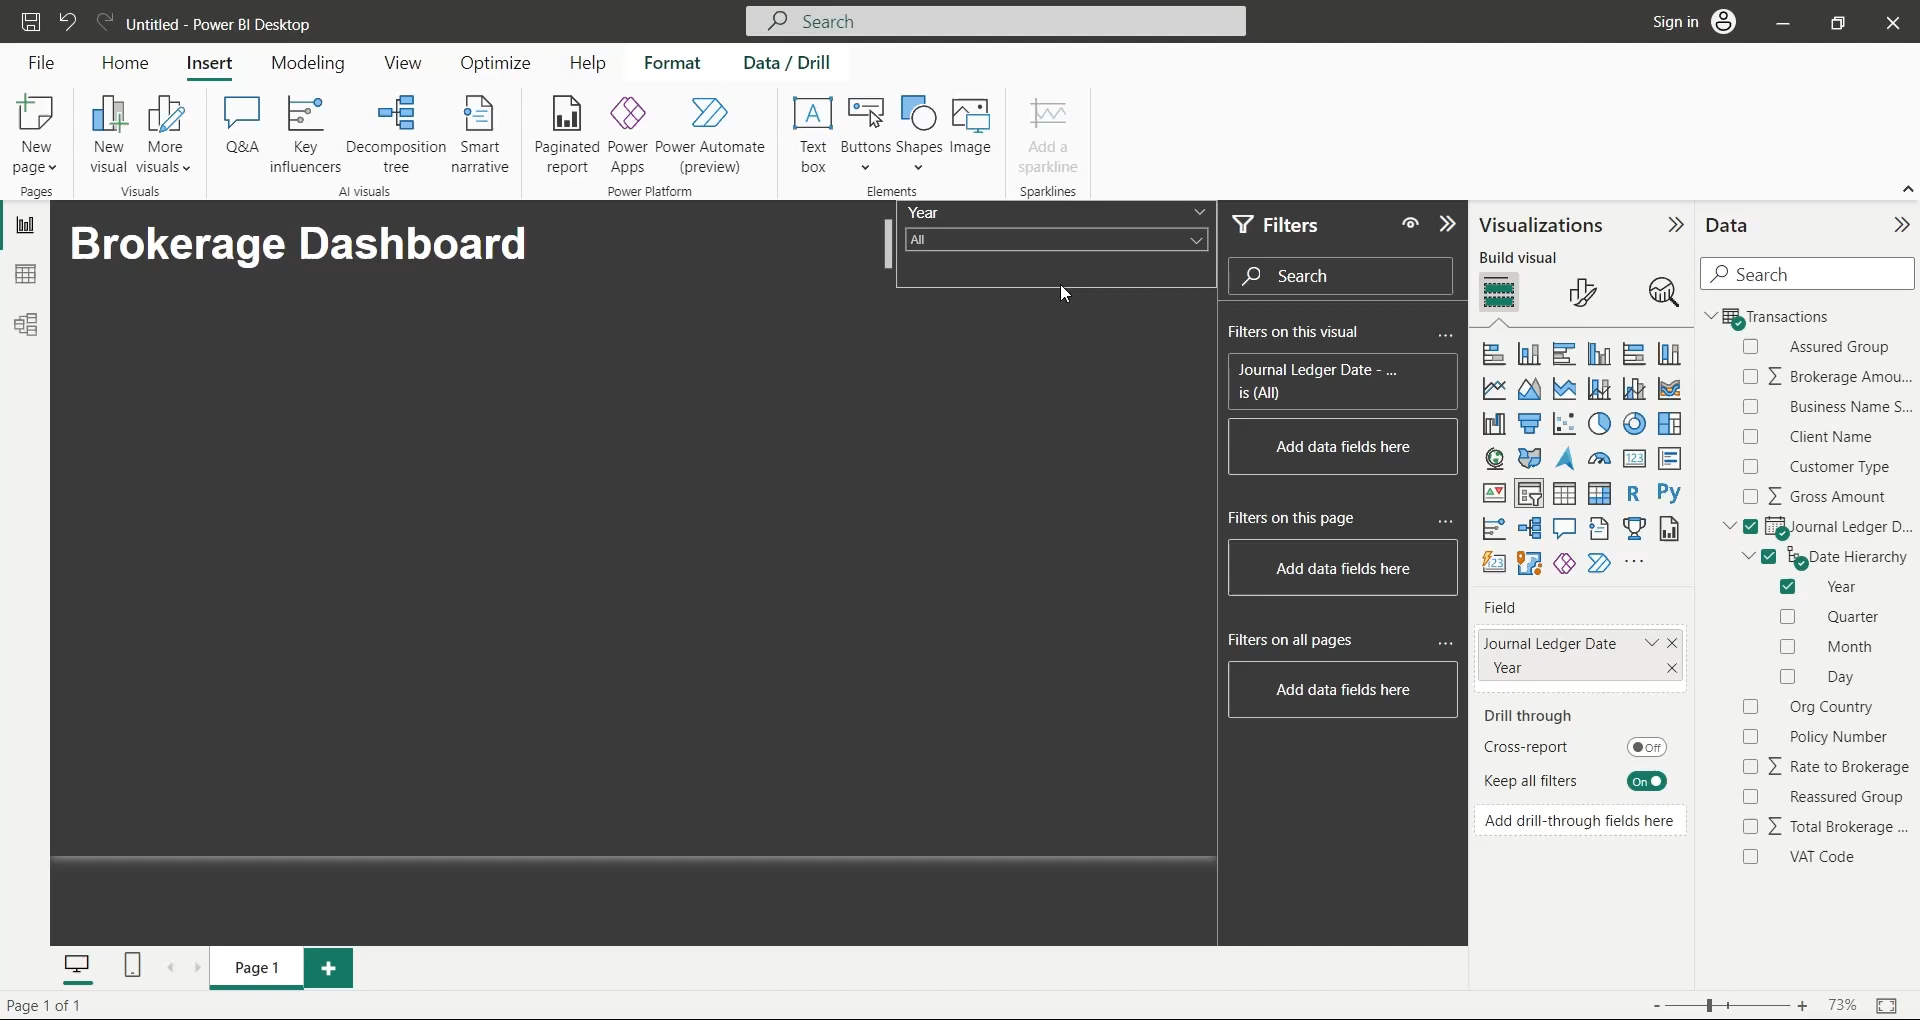 Untitled - Power BI Desktop
Search
Sign in
File
Home
Insert
Modeling
View
Optimize
Help
Format
Data / Drill
New
page
Pages
New
visual
More
visuals
Visuals
Q&A
Key
influencers
Decomposition
tree
Smart
narrative
AI visuals
Paginated
report
Power
Apps
Power Automate
(preview)
Power Platform
Text
box
Buttons
Shapes
Image
Elements
Add a
sparkline
Sparklines
Brokerage Dashboard
Year
All
Filters
Search
Filters on this visual
...
Journal Ledger Date - ...
is (All)
Add data fields here
Filters on this page
...
Add data fields here
Filters on all pages
...
Add data fields here
Visualizations
Build visual
123
R
Py
123
...
Field
Journal Ledger Date
Year
Drill through
Cross-report
Off
Keep all filters
On
Add drill-through fields here
Data
Search
Transactions
Assured Group
Brokerage Amou...
Business Name S...
Client Name
Customer Type
Gross Amount
Journal Ledger D...
Date Hierarchy
Year
Quarter
Month
Day
Org Country
Policy Number
Rate to Brokerage
Reassured Group
Total Brokerage ...
VAT Code
Page 1
Page 1 of 1
73%